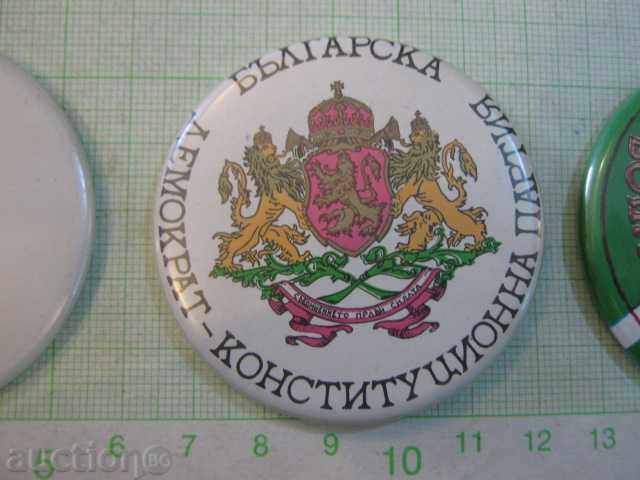 БЪЛГАРСКА
ДЕМОКРАТ-КОНСТИТУЦИОННА ПАРТИЯ
СЪЕДИНЕНИЕТО ПРАВИ СИЛАТА
5 6 7 8 9 10 11 12 13
auction.BG